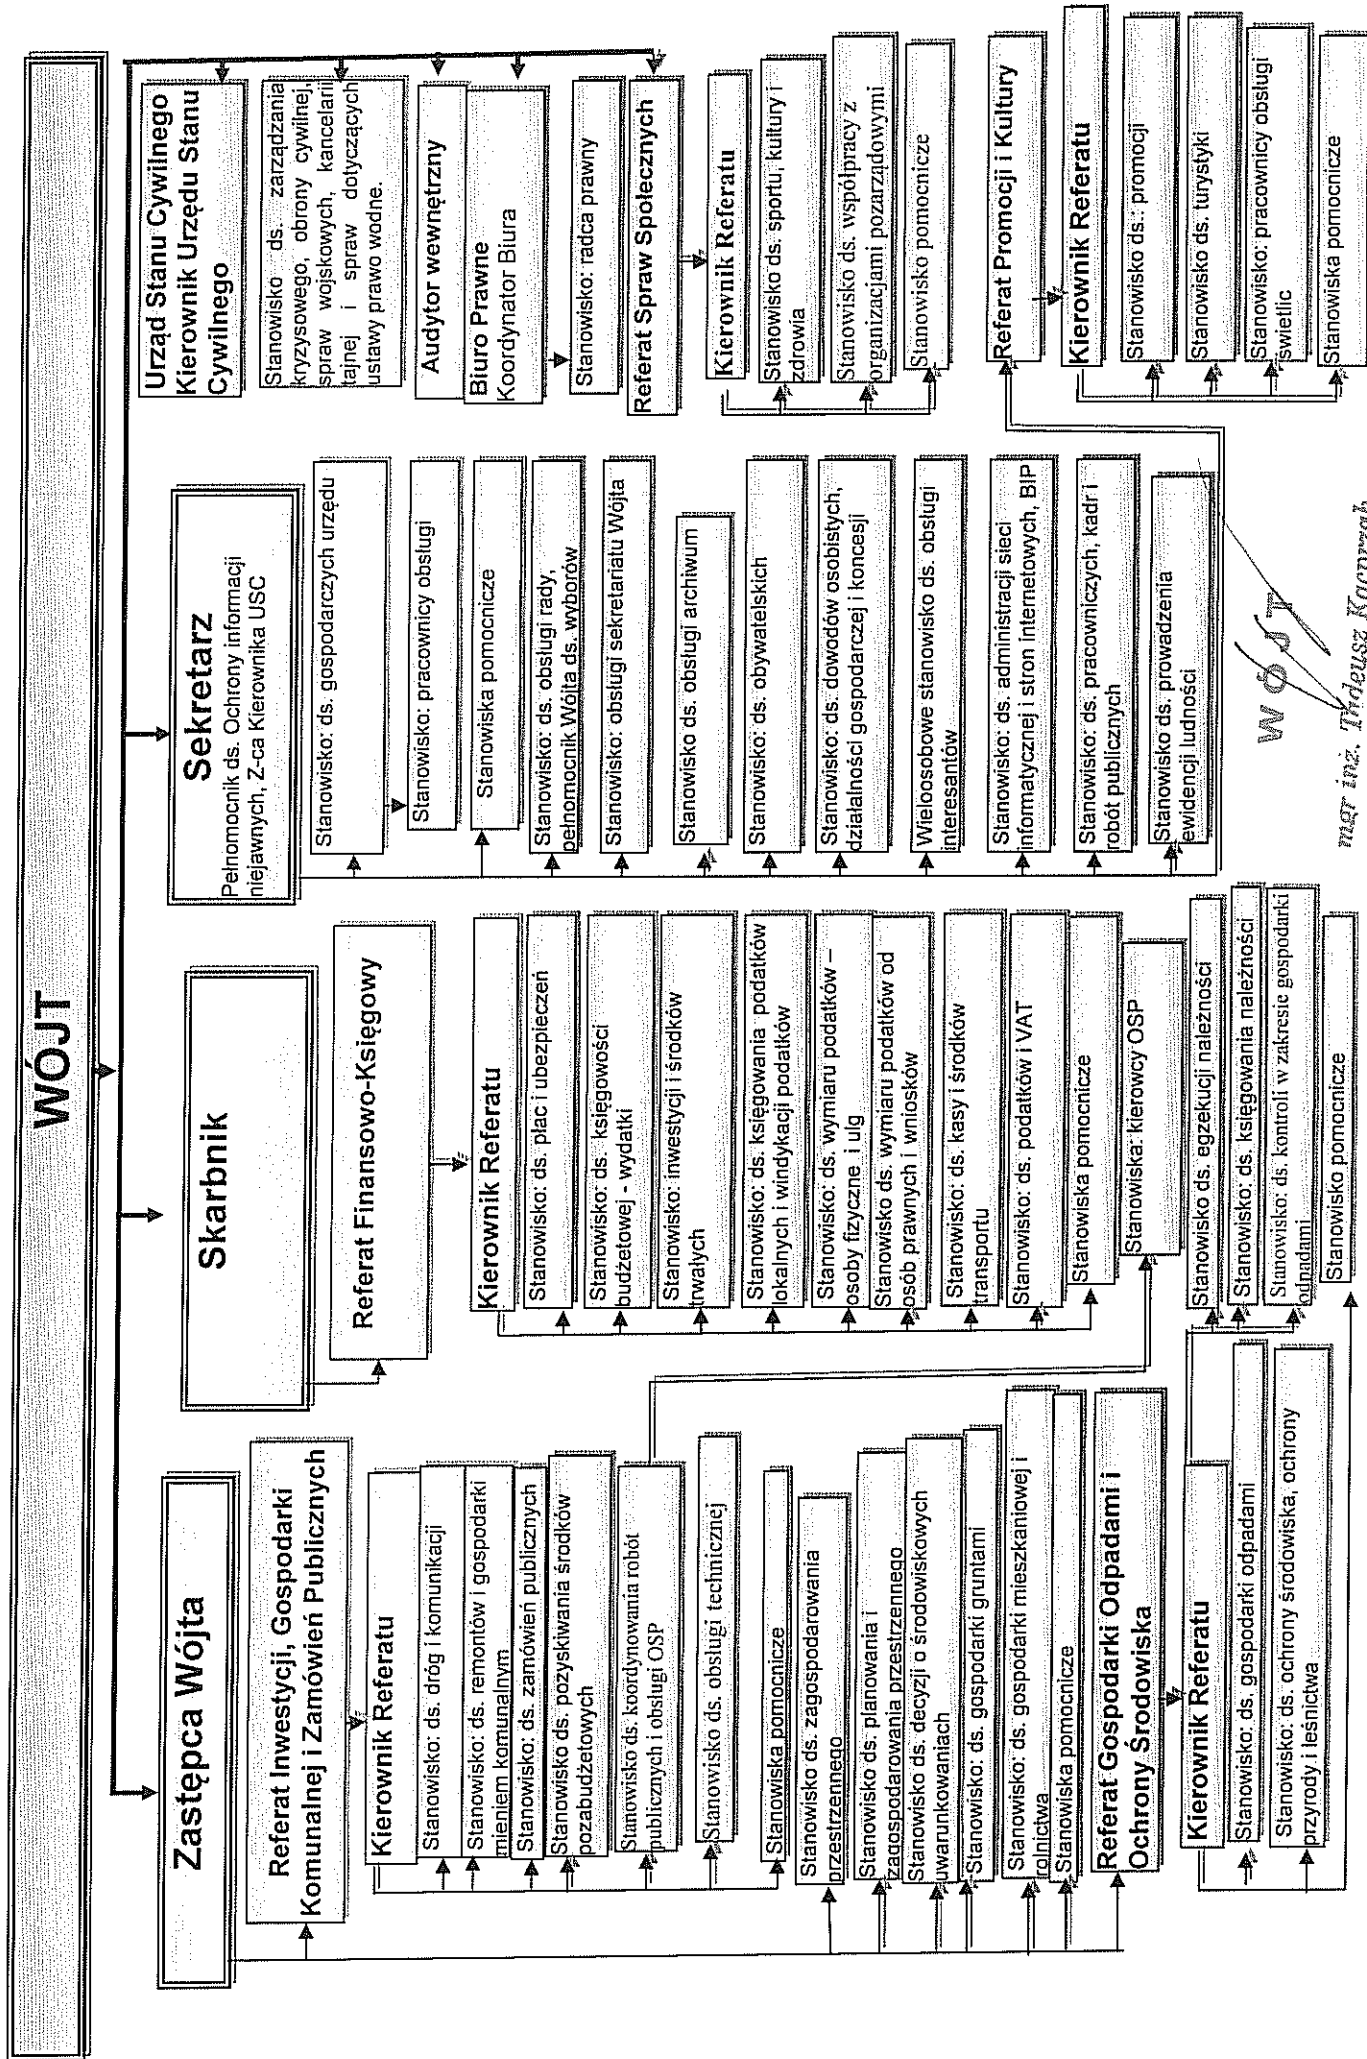 WÓJT
Zastępca Wójta
Referat Inwestycji, Gospodarki
Komunalnej i Zamówień Publicznych
Kierownik Referatu
Stanowisko: ds. dróg i komunikacji
Stanowisko: ds. remontów i gospodarki
mieniem komunalnym
Stanowisko: ds. zamówień publicznych
Stanowisko ds. pozyskiwania środków
pozabudżetowych
Stanowisko ds. koordynowania robót
publicznych i obsługi OSP
Stanowisko ds. obsługi technicznej
Stanowiska pomocnicze
Stanowisko ds. zagospodarowania
przestrzennego
Stanowisko ds. planowania i
zagospodarowania przestrzennego
Stanowisko ds. decyzji o środowiskowych
uwarunkowaniach
Stanowisko: ds. gospodarki gruntami
Stanowisko: ds. gospodarki mieszkaniowej i
rolnictwa
Stanowiska pomocnicze
Referat Gospodarki Odpadami i
Ochrony Środowiska
Kierownik Referatu
Stanowisko: ds. gospodarki odpadami
Stanowisko: ds. ochrony środowiska, ochrony
przyrody i leśnictwa
Skarbnik
Referat Finansowo-Księgowy
Kierownik Referatu
Stanowisko: ds. płac i ubezpieczeń
Stanowisko: ds. księgowości
budżetowej - wydatki
Stanowisko: inwestycji i środków
trwałych
Stanowisko: ds. księgowania podatków
lokalnych i windykacji podatków
Stanowisko: ds. wymiaru podatków –
osoby fizyczne i ulg
Stanowisko ds. wymiaru podatków od
osób prawnych i wniosków
Stanowisko: ds. kasy i środków
transportu
Stanowisko: ds. podatków i VAT
Stanowiska pomocnicze
Stanowiska: kierowcy OSP
Stanowisko ds. egzekucji należności
Stanowisko: ds. księgowania należności
Stanowisko: ds. kontroli w zakresie gospodarki
odpadami
Stanowisko pomocnicze
Sekretarz
Pełnomocnik ds. Ochrony informacji
niejawnych, Z-ca Kierownika USC
Stanowisko: ds. gospodarczych urzędu
Stanowisko: pracownicy obsługi
Stanowiska pomocnicze
Stanowisko: ds. obsługi rady,
pełnomocnik Wójta ds. wyborów
Stanowisko: obsługi sekretariatu Wójta
Stanowisko ds. obsługi archiwum
Stanowisko: ds. obywatelskich
Stanowisko: ds. dowodów osobistych,
działalności gospodarczej i koncesji
Wieloosobowe stanowisko ds. obsługi
interesantów
Stanowisko: ds. administracji sieci
informatycznej i stron internetowych, BIP
Stanowisko: ds. pracowniczych, kadr i
robót publicznych
Stanowisko ds. prowadzenia
ewidencji ludności
Urząd Stanu Cywilnego
Kierownik Urzędu Stanu
Cywilnego
Stanowisko ds. zarządzania
kryzysowego, obrony cywilnej,
spraw wojskowych, kancelarii
tajnej i spraw dotyczących
ustawy prawo wodne.
Audytor wewnętrzny
Biuro Prawne
Koordynator Biura
Stanowisko: radca prawny
Referat Spraw Społecznych
Kierownik Referatu
Stanowisko ds. sportu, kultury i
zdrowia
Stanowisko ds. współpracy z
organizacjami pozarządowymi
Stanowisko pomocnicze
Referat Promocji i Kultury
Kierownik Referatu
Stanowisko ds.: promocji
Stanowisko ds. turystyki
Stanowisko: pracownicy obsługi
świetlic
Stanowiska pomocnicze
WÓJT
mgr inż. Tadeusz Kacprzak